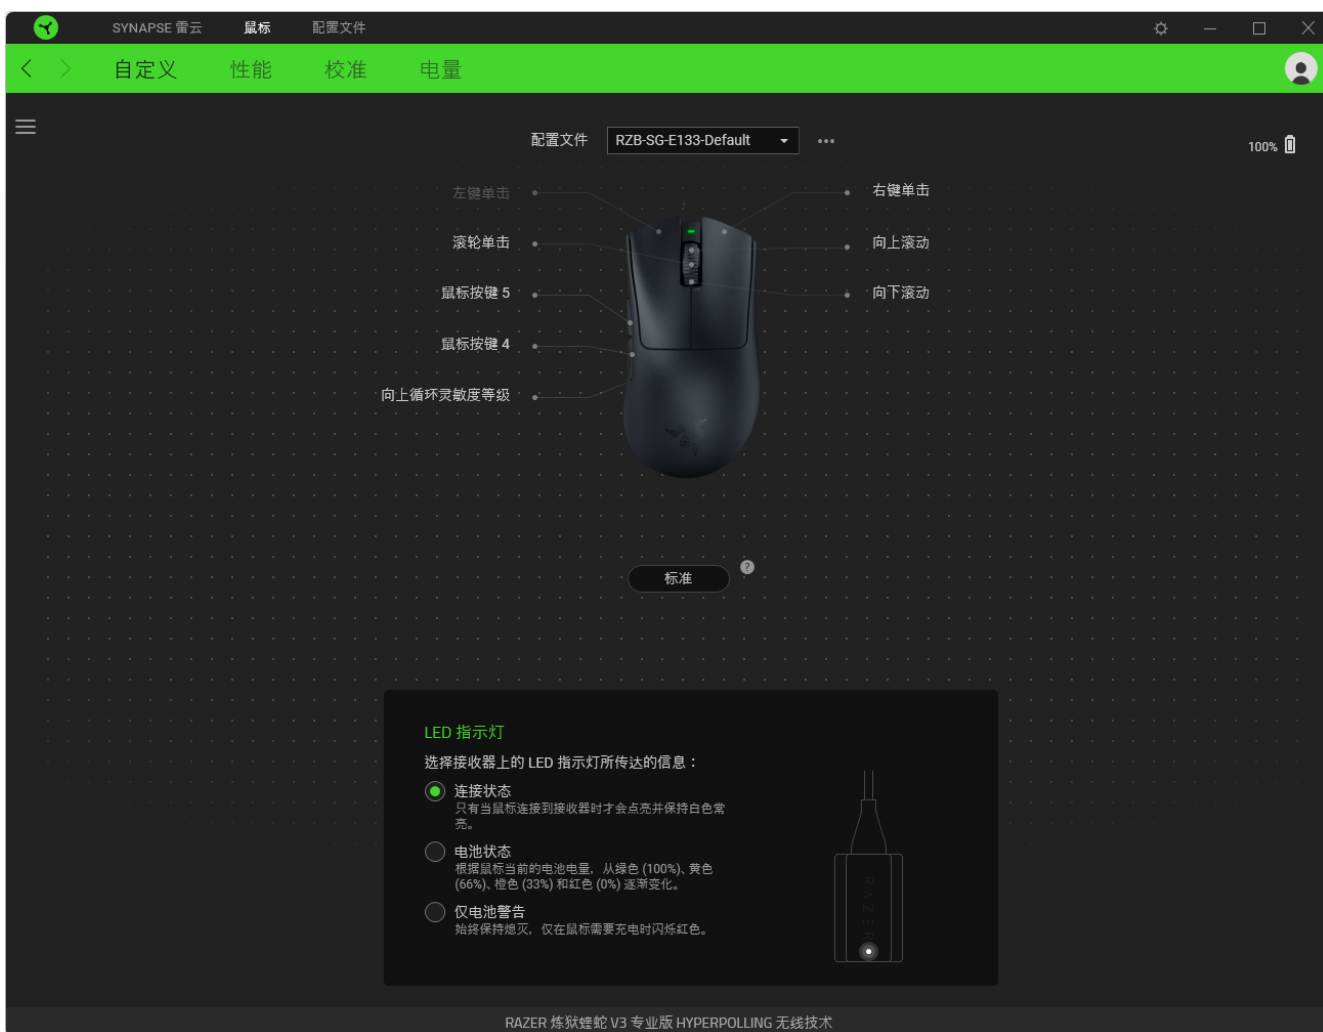 SYNAPSE 雷云 鼠标 配置文件
自定义 性能 校准 电量
配置文件 RZB-SG-E133-Default
100%
左键单击 右键单击
滚轮单击 向上滚动
鼠标按键 5 向下滚动
鼠标按键 4
向上循环灵敏度等级
标准 ?
LED 指示灯
选择接收器上的 LED 指示灯所传达的信息：
连接状态
只有当鼠标连接到接收器时才会点亮并保持白色常
亮。
电池状态
根据鼠标当前的电池电量，从绿色 (100%)、黄色
(66%)、橙色 (33%) 和红色 (0%) 逐渐变化。
仅电池警告
始终保持熄灭，仅在鼠标需要充电时闪烁红色。
RAZER
RAZER 炼狱蝰蛇 V3 专业版 HYPERPOLLING 无线技术